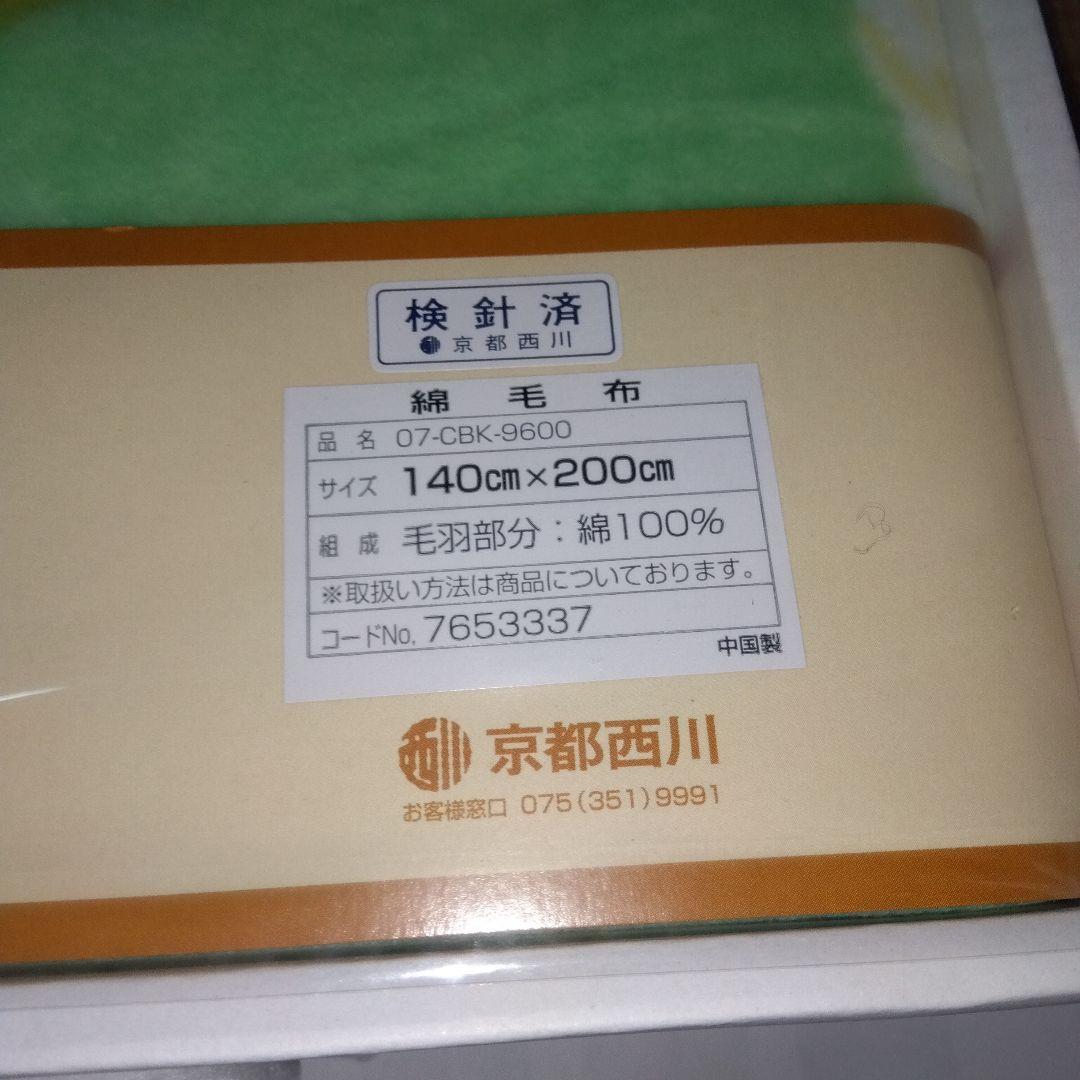 検針済
京都西川
綿毛布
品名 07-CBK-9600
サイズ 140㎝×200㎝
組成 毛羽部分：綿100%
※取扱い方法は商品についております。
コードNo. 7653337
中国製
西川 京都西川
お客様窓口 075(351)9991